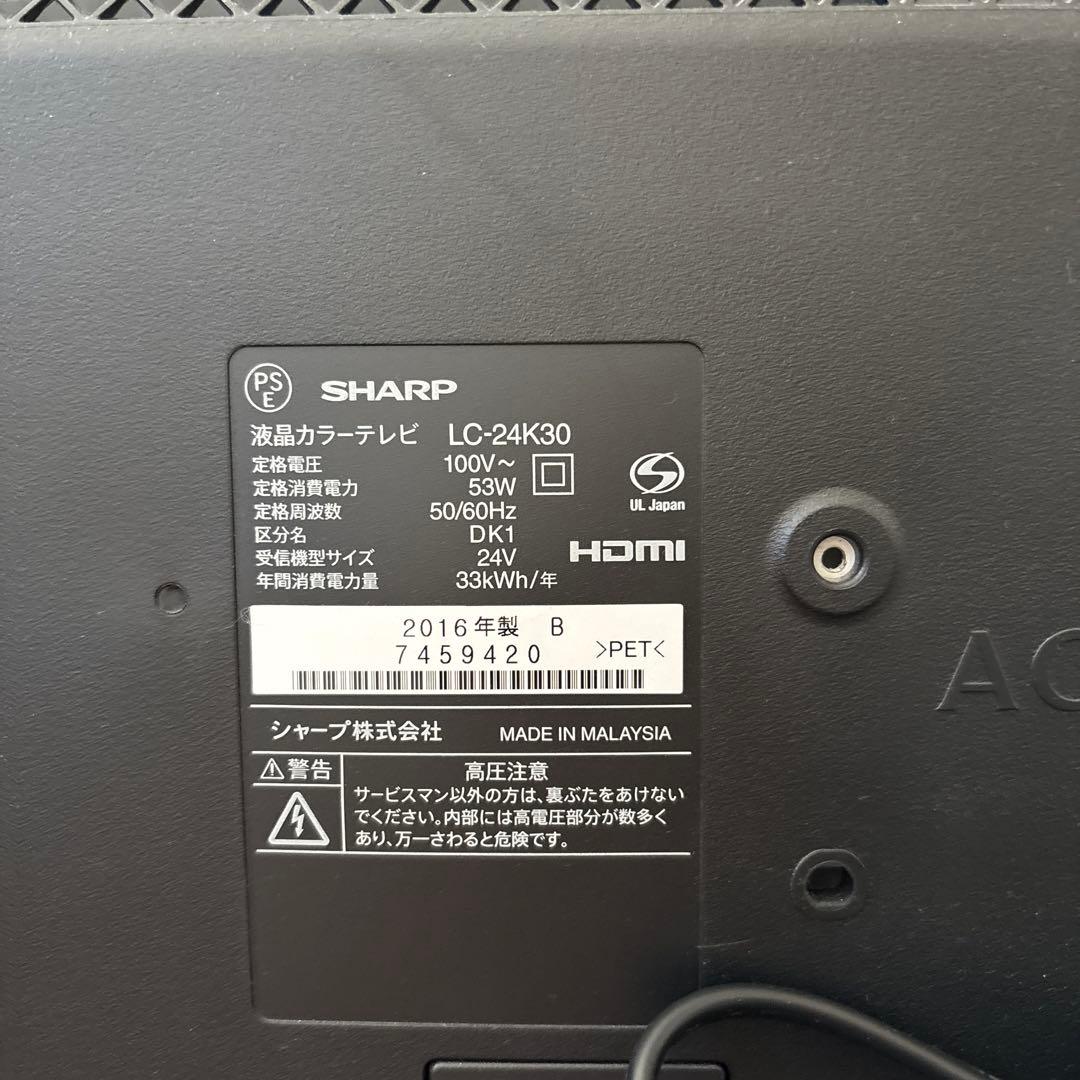 PS
E
SHARP
液晶カラーテレビ LC-24K30
定格電圧 100V～
定格消費電力 53W
定格周波数 50/60Hz
区分名 DK1
受信機型サイズ 24V
年間消費電力量 33kWh/年
UL Japan
HDMI
2016年製 B
7459420
>PET<
シャープ株式会社 MADE IN MALAYSIA
⚠警告
高圧注意
サービスマン以外の方は、裏ぶたをあけない
でください。内部には高電圧部分が数多く
あり、万一さわると危険です。
AQ